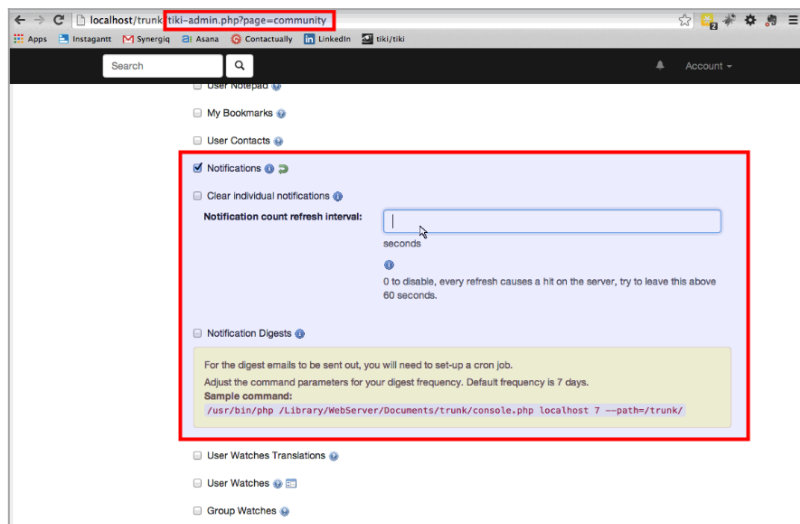 localhost/trunk/tiki-admin.php?page=community
2
Apps Instagantt Synergiq Asana Contactually LinkedIn tiki/tiki
Search Account
User Notepad
My Bookmarks
User Contacts
Notifications
Clear individual notifications
Notification count refresh interval:
seconds
0 to disable, every refresh causes a hit on the server, try to leave this above
60 seconds.
Notification Digests
For the digest emails to be sent out, you will need to set-up a cron job.
Adjust the command parameters for your digest frequency. Default frequency is 7 days.
Sample command:
/usr/bin/php /Library/WebServer/Documents/trunk/console.php localhost 7 --path=/trunk/
User Watches Translations
User Watches
Group Watches